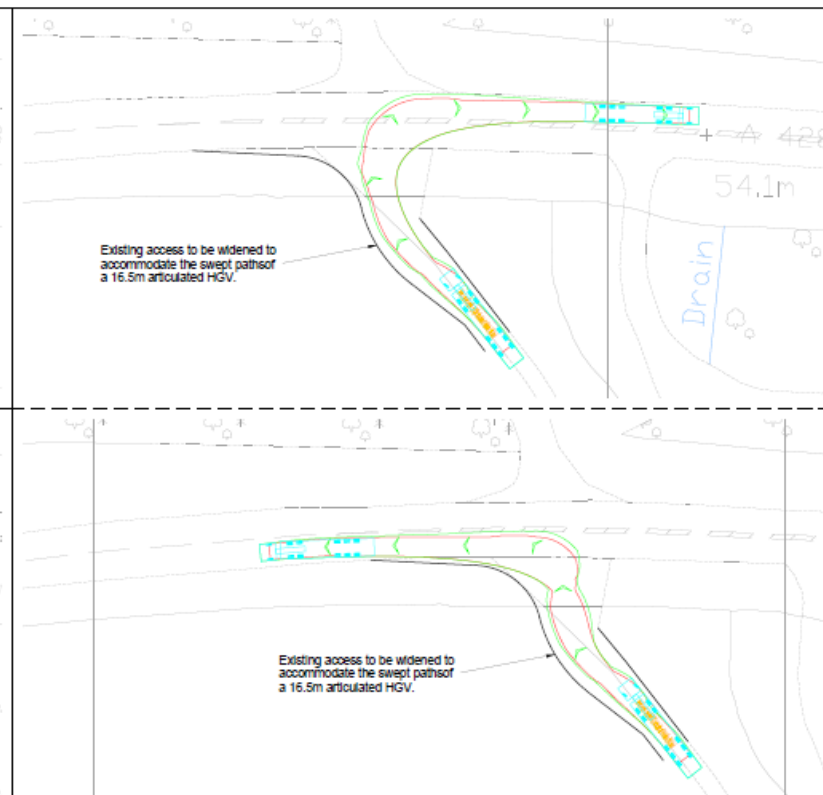 A 428
54.1m
Drain
Existing access to be widened to
accommodate the swept pathsof
a 16.5m articulated HGV.
Existing access to be widened to
accommodate the swept pathsof
a 16.5m articulated HGV.